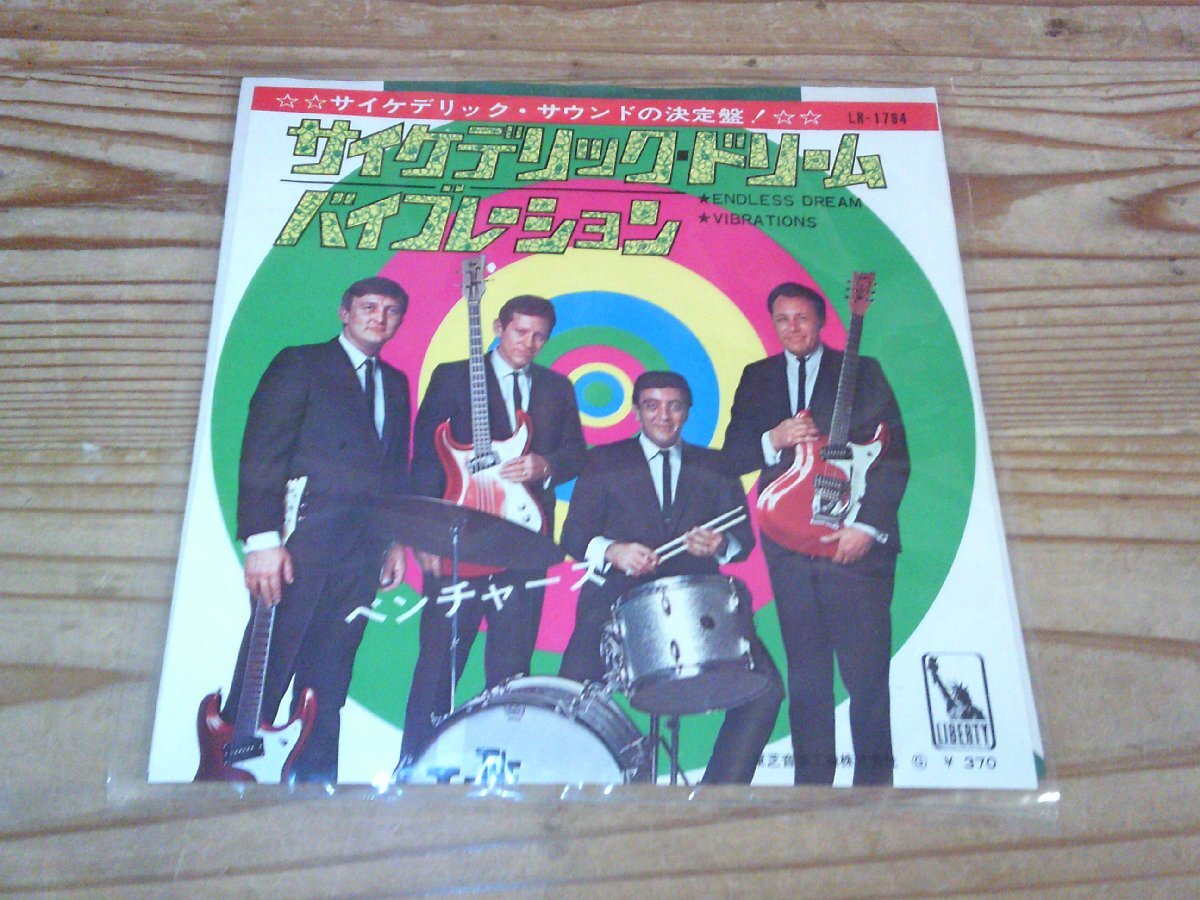 ☆☆サイケデリック・サウンドの決定盤!☆☆ LR-1784
サイケデリック・ドリーム
バイブレーション
★ENDLESS DREAM
★VIBRATIONS
ベンチャーズ
LIBERTY
Ⓖ ¥370